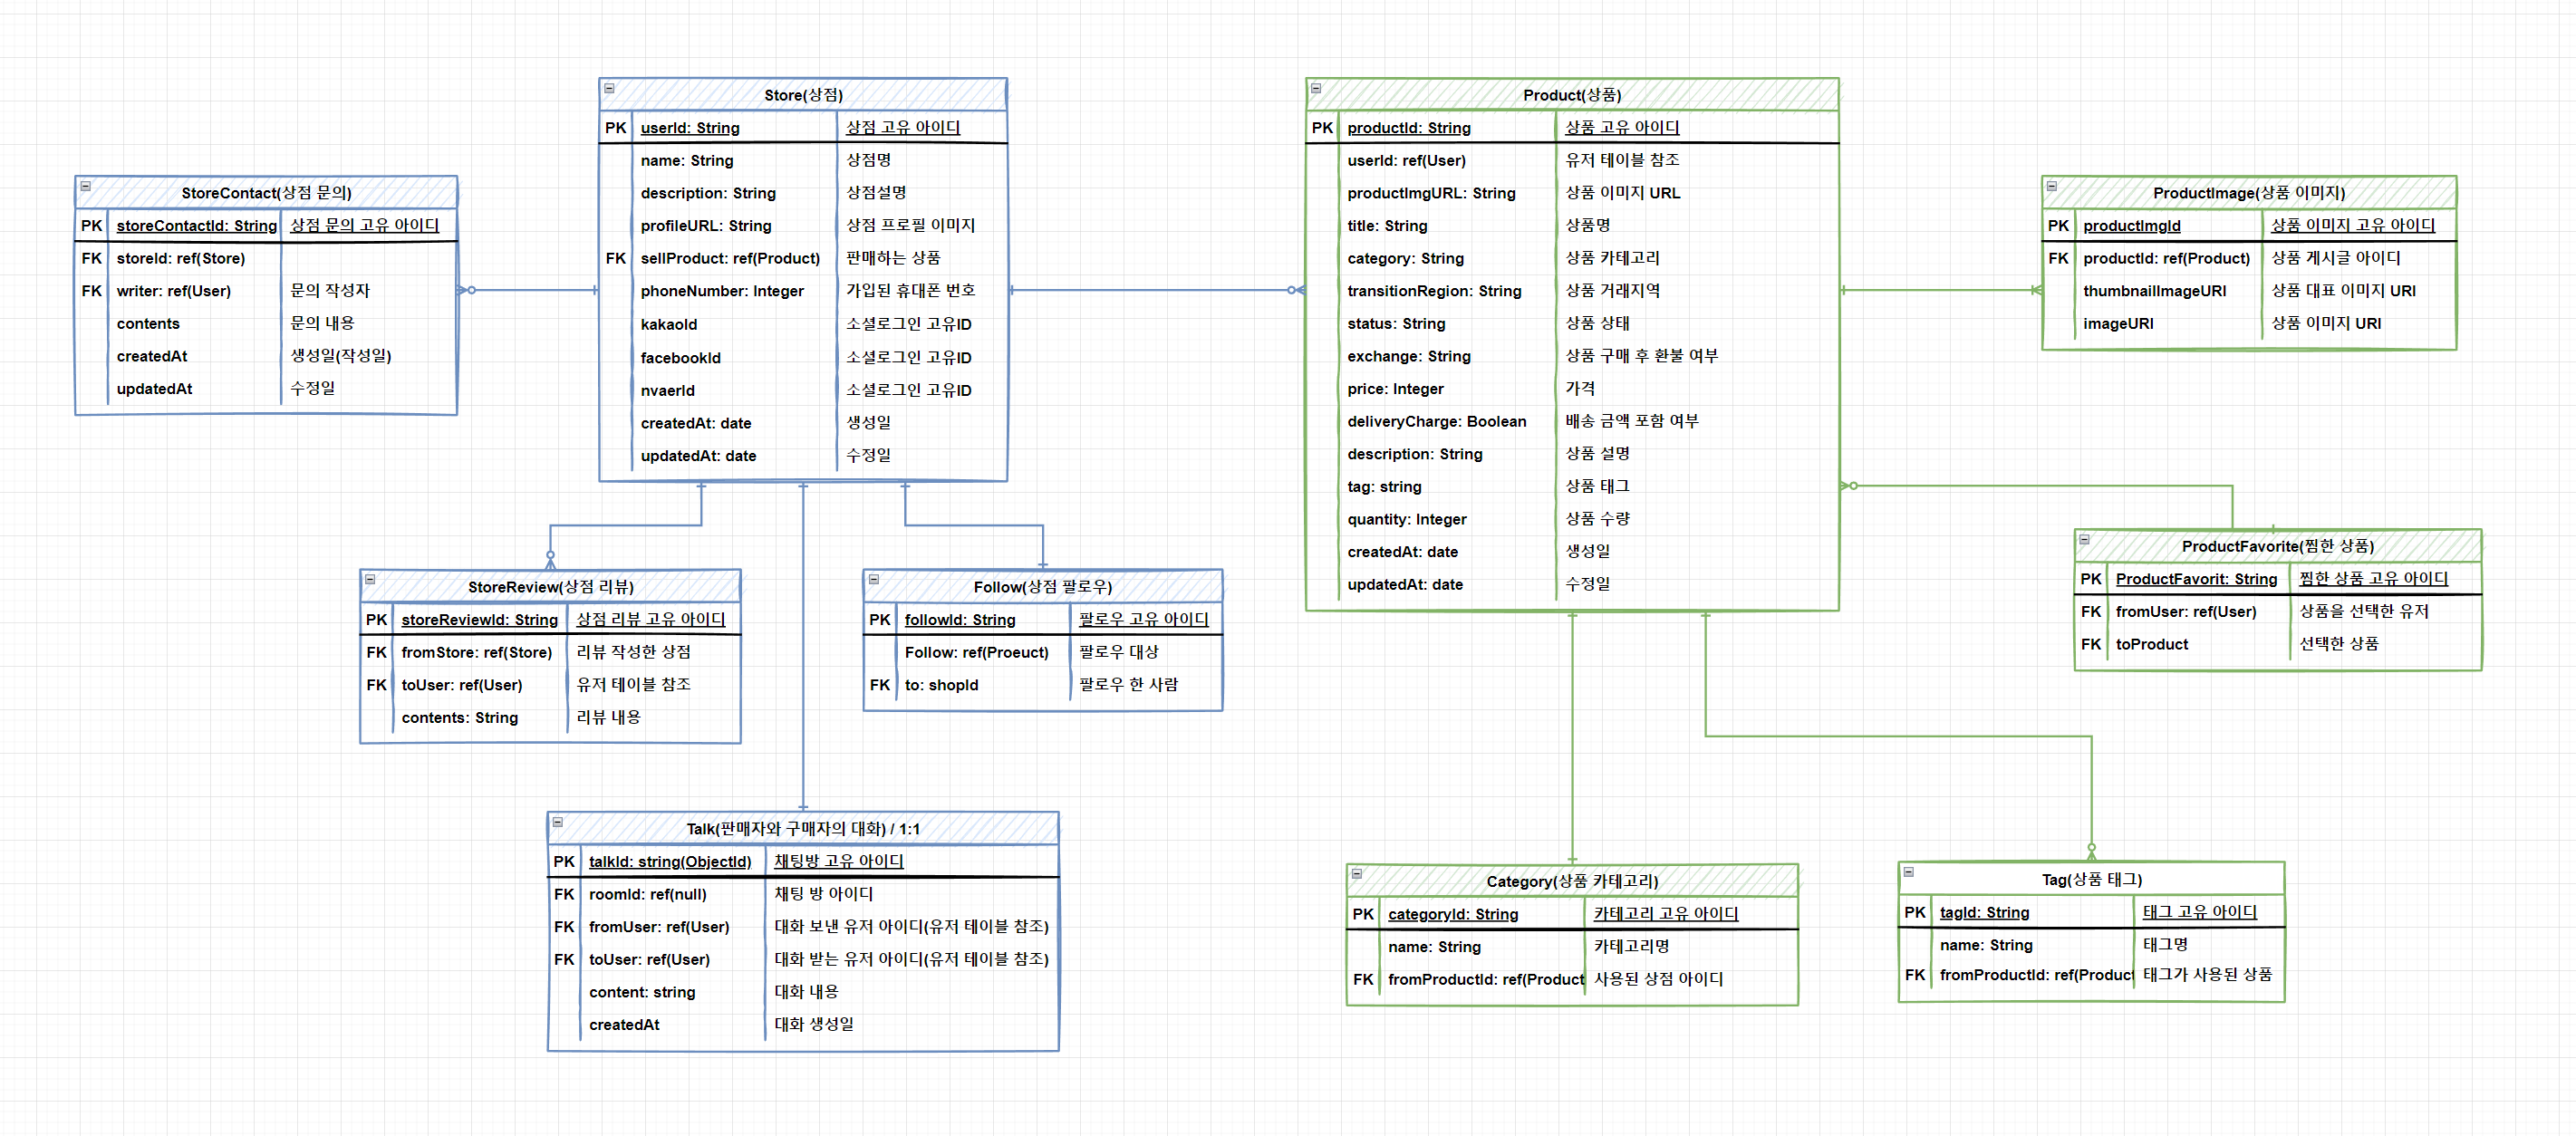 Store(상점)
PK userId: String 상점 고유 아이디
name: String 상점명
description: String 상점설명
profileURL: String 상점 프로필 이미지
FK sellProduct: ref(Product) 판매하는 상품
phoneNumber: Integer 가입된 휴대폰 번호
kakaoId 소셜로그인 고유ID
facebookId 소셜로그인 고유ID
nvaerId 소셜로그인 고유ID
createdAt: date 생성일
updatedAt: date 수정일
Product(상품)
PK productId: String 상품 고유 아이디
userId: ref(User) 유저 테이블 참조
productImgURL: String 상품 이미지 URL
title: String 상품명
category: String 상품 카테고리
transitionRegion: String 상품 거래지역
status: String 상품 상태
exchange: String 상품 구매 후 환불 여부
price: Integer 가격
deliveryCharge: Boolean 배송 금액 포함 여부
description: String 상품 설명
tag: string 상품 태그
quantity: Integer 상품 수량
createdAt: date 생성일
updatedAt: date 수정일
StoreContact(상점 문의)
PK storeContactId: String 상점 문의 고유 아이디
FK storeId: ref(Store)
FK writer: ref(User) 문의 작성자
contents 문의 내용
createdAt 생성일(작성일)
updatedAt 수정일
ProductImage(상품 이미지)
PK productImgId 상품 이미지 고유 아이디
FK productId: ref(Product) 상품 게시글 아이디
thumbnailImageURI 상품 대표 이미지 URI
imageURI 상품 이미지 URI
ProductFavorite(찜한 상품)
PK ProductFavorit: String 찜한 상품 고유 아이디
FK fromUser: ref(User) 상품을 선택한 유저
FK toProduct 선택한 상품
StoreReview(상점 리뷰)
PK storeReviewId: String 상점 리뷰 고유 아이디
FK fromStore: ref(Store) 리뷰 작성한 상점
FK toUser: ref(User) 유저 테이블 참조
contents: String 리뷰 내용
Follow(상점 팔로우)
PK followId: String 팔로우 고유 아이디
Follow: ref(Proeuct) 팔로우 대상
FK to: shopId 팔로우 한 사람
Talk(판매자와 구매자의 대화) / 1:1
PK talkId: string(ObjectId) 채팅방 고유 아이디
FK roomId: ref(null) 채팅 방 아이디
FK fromUser: ref(User) 대화 보낸 유저 아이디(유저 테이블 참조)
FK toUser: ref(User) 대화 받는 유저 아이디(유저 테이블 참조)
content: string 대화 내용
createdAt 대화 생성일
Category(상품 카테고리)
PK categoryId: String 카테고리 고유 아이디
name: String 카테고리명
FK fromProductId: ref(Product 사용된 상점 아이디
Tag(상품 태그)
PK tagId: String 태그 고유 아이디
name: String 태그명
FK fromProductId: ref(Product 태그가 사용된 상품